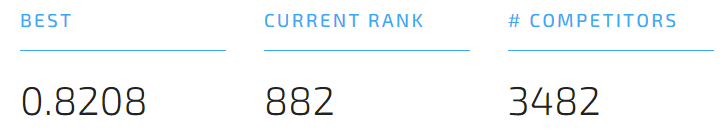 BEST
CURRENT RANK
# COMPETITORS
0.8208
882
3482